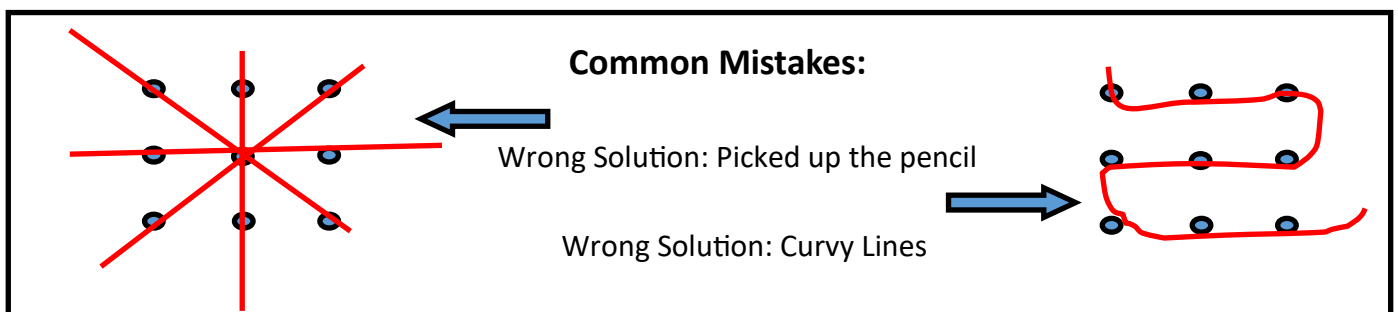 Common Mistakes:
Wrong Solution: Picked up the pencil
Wrong Solution: Curvy Lines